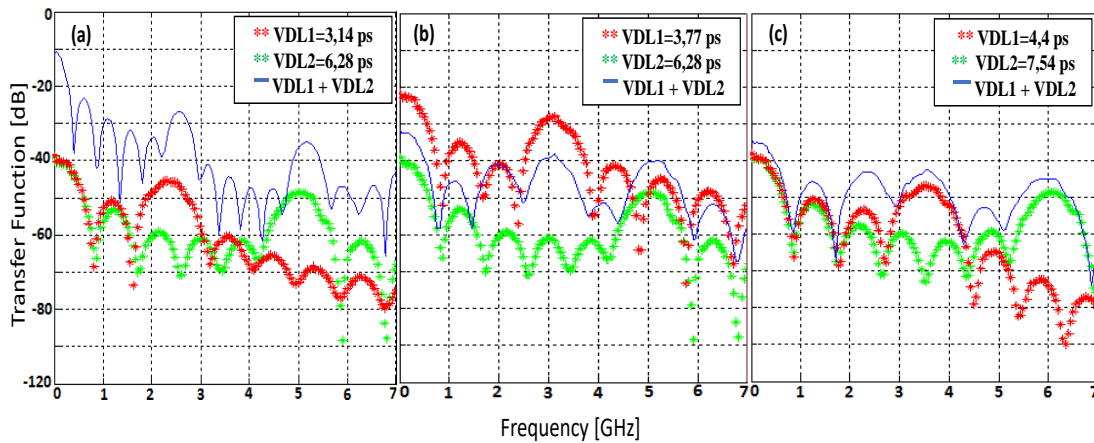 (a)
** VDL1=3,14 ps
** VDL2=6,28 ps
VDL1 + VDL2
(b)
** VDL1=3,77 ps
** VDL2=6,28 ps
VDL1 + VDL2
(c)
** VDL1=4,4 ps
** VDL2=7,54 ps
VDL1 + VDL2
Transfer Function [dB]
0
-20
-40
-60
-80
-120
0 1 2 3 4 5 6 7
0 1 2 3 4 5 6 7
0 1 2 3 4 5 6 7
Frequency [GHz]